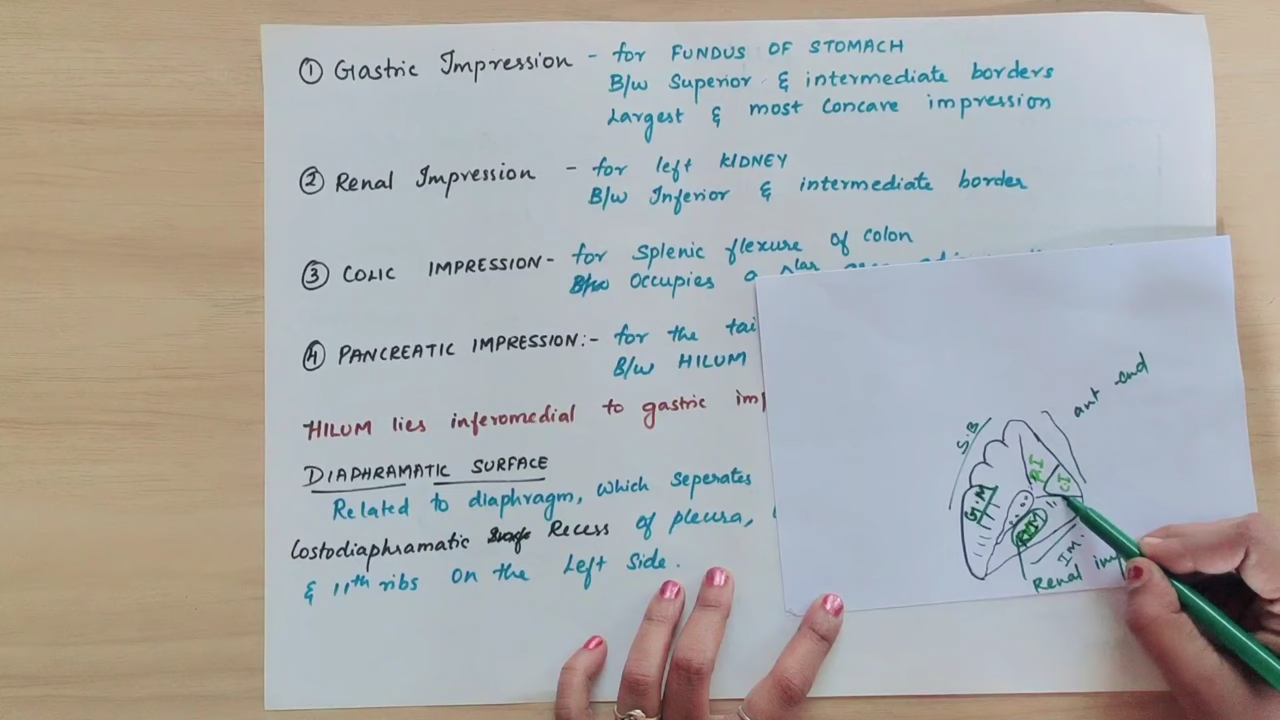 ① Gastric Impression - for FUNDUS OF STOMACH
B/w Superior & intermediate borders
Largest & most concave impression
② Renal Impression - for left KIDNEY
B/w Inferior & intermediate border
③ COLIC IMPRESSION- for Splenic flexure of colon
Occupies a
④ PANCREATIC IMPRESSION:- for the tai
B/w HILUM
HILUM lies inferomedial to gastric imp
DIAPHRAMATIC SURFACE
Related to diaphragm, which seperates
Costodiaphramatic Recess of pleura,
& 11th ribs on the Left Side.
ant end
S.B
Im.
Renal imp